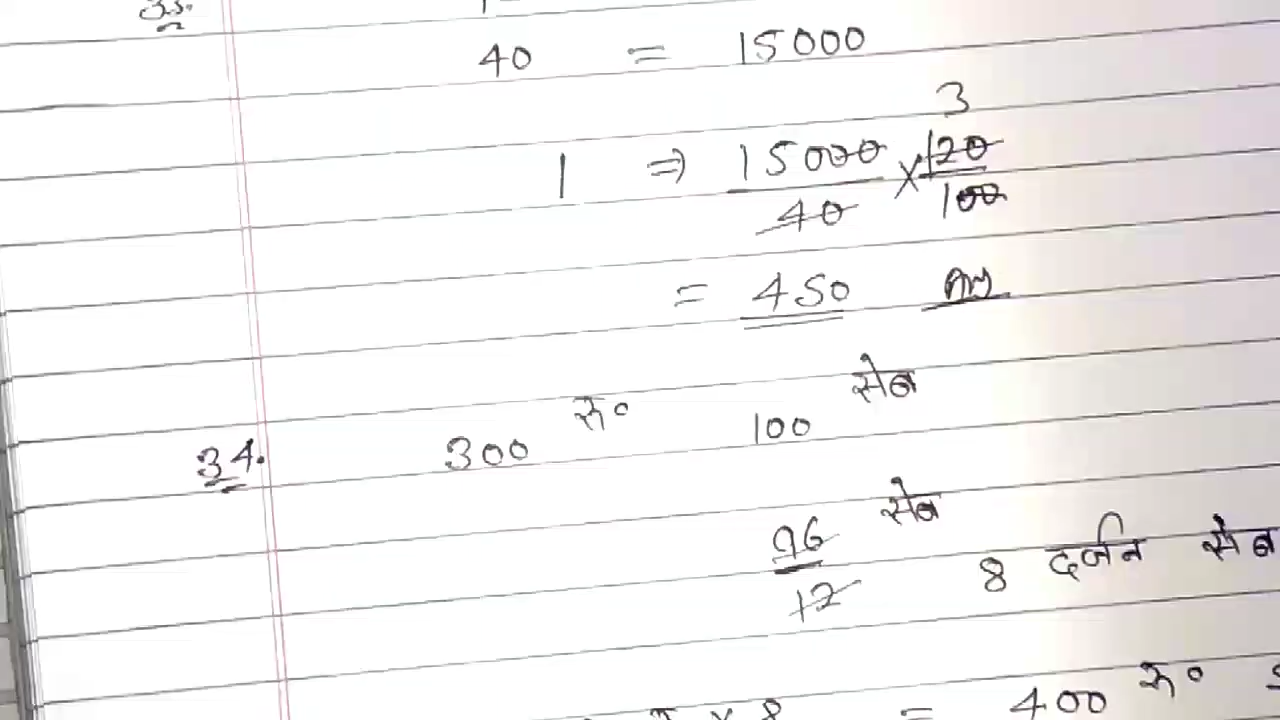 40 = 15000
3
1 ⇒ 15000/40 × 120/100
= 450 Ans
34. 300 रु० 100 सेब
96/12 सेब 8 दर्जन सेब
× 8 = 400 रु०